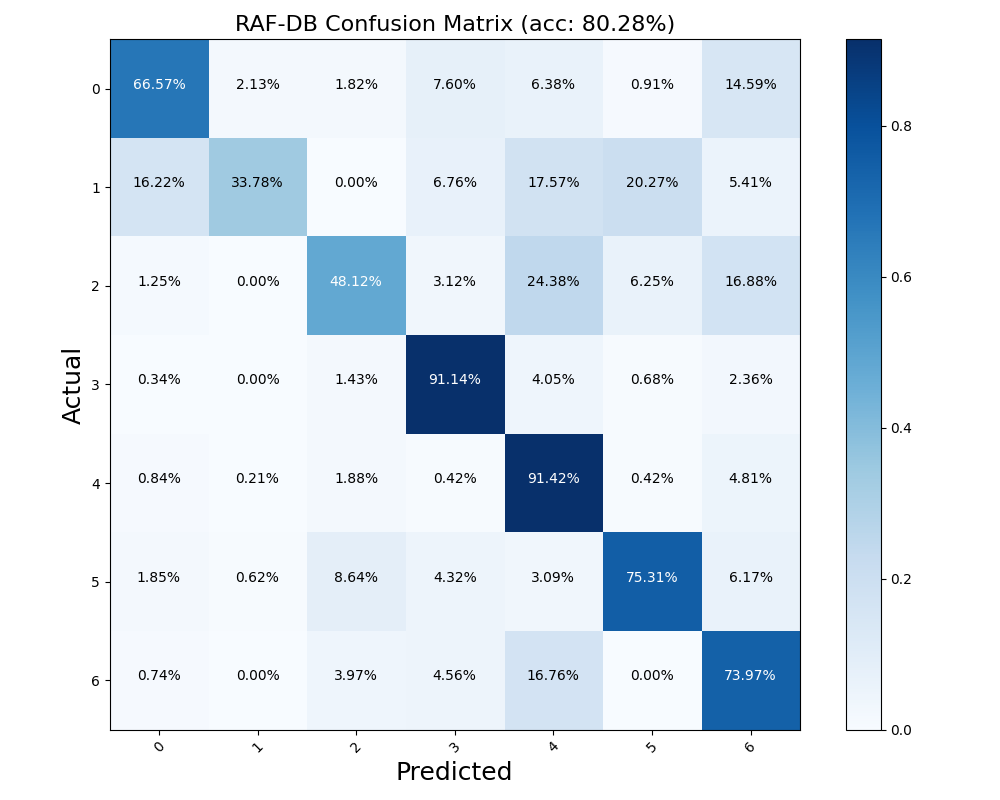 RAF-DB Confusion Matrix (acc: 80.28%)
0 66.57% 2.13% 1.82% 7.60% 6.38% 0.91% 14.59%
1 16.22% 33.78% 0.00% 6.76% 17.57% 20.27% 5.41%
2 1.25% 0.00% 48.12% 3.12% 24.38% 6.25% 16.88%
3 0.34% 0.00% 1.43% 91.14% 4.05% 0.68% 2.36%
4 0.84% 0.21% 1.88% 0.42% 91.42% 0.42% 4.81%
5 1.85% 0.62% 8.64% 4.32% 3.09% 75.31% 6.17%
6 0.74% 0.00% 3.97% 4.56% 16.76% 0.00% 73.97%
0 1 2 3 4 5 6
Predicted
Actual
0.8
0.6
0.4
0.2
0.0